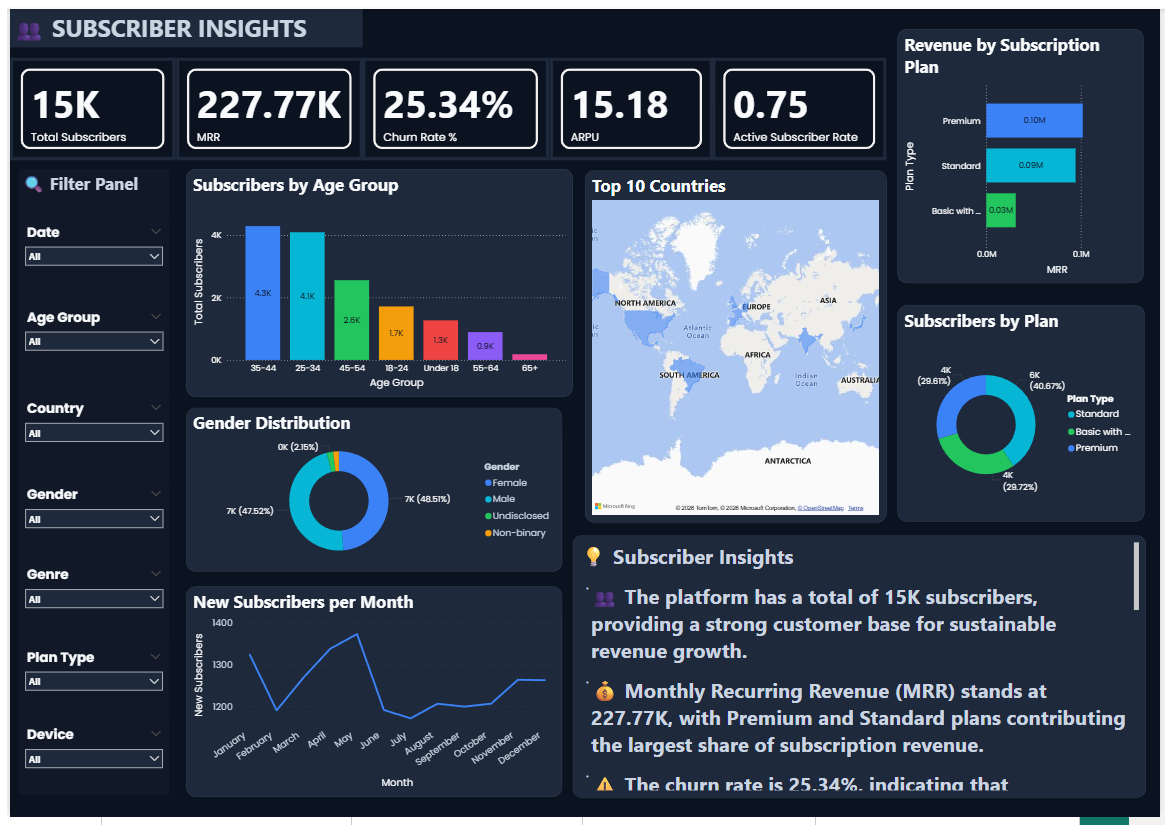 SUBSCRIBER INSIGHTS
15K
Total Subscribers
227.77K
MRR
25.34%
Churn Rate %
15.18
ARPU
0.75
Active Subscriber Rate
Filter Panel
Date
All
Age Group
All
Country
All
Gender
All
Genre
All
Plan Type
All
Device
All
Subscribers by Age Group
Total Subscribers
4K
2K
0K
4.3K
4.1K
2.6K
1.7K
1.3K
0.9K
35-44
25-34
45-54
18-24
Under 18
55-64
65+
Age Group
Gender Distribution
0K (2.15%)
7K (47.52%)
7K (48.51%)
Gender
Female
Male
Undisclosed
Non-binary
New Subscribers per Month
New Subscribers
1400
1300
1200
January
February
March
April
May
June
July
August
September
October
November
December
Month
Top 10 Countries
NORTH AMERICA
EUROPE
ASIA
Atlantic
Ocean
AFRICA
SOUTH AMERICA
Indian
Ocean
AUSTRALIA
ANTARCTICA
Microsoft Bing
© 2026 TomTom, © 2026 Microsoft Corporation, © OpenStreetMap Terms
Revenue by Subscription
Plan
Plan Type
Premium
0.10M
Standard
0.09M
Basic with ...
0.03M
0.0M
0.1M
MRR
Subscribers by Plan
4K
(29.61%)
6K
(40.67%)
4K
(29.72%)
Plan Type
Standard
Basic with ...
Premium
Subscriber Insights
The platform has a total of 15K subscribers,
providing a strong customer base for sustainable
revenue growth.
Monthly Recurring Revenue (MRR) stands at
227.77K, with Premium and Standard plans contributing
the largest share of subscription revenue.
The churn rate is 25.34%, indicating that